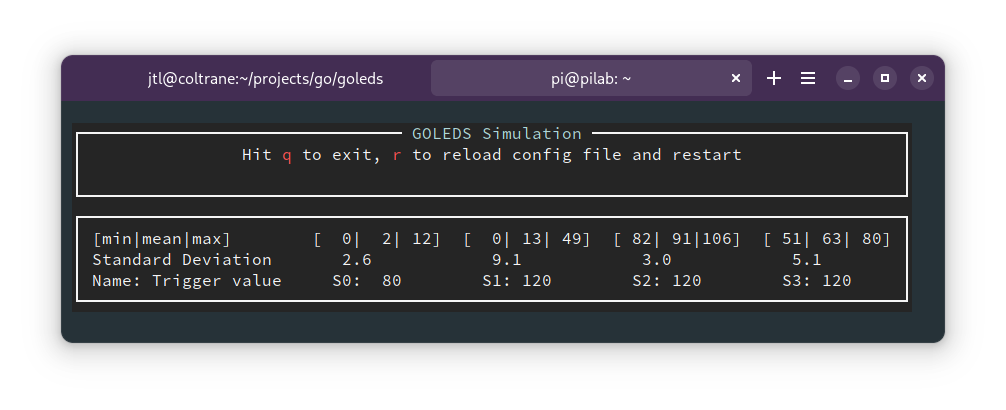 jtl@coltrane:~/projects/go/goleds pi@pilab: ~
GOLEDS Simulation
Hit q to exit, r to reload config file and restart
[min|mean|max] [  0|  2| 12] [  0| 13| 49] [ 82| 91|106] [ 51| 63| 80]
Standard Deviation 2.6 9.1 3.0 5.1
Name: Trigger value S0:  80 S1: 120 S2: 120 S3: 120